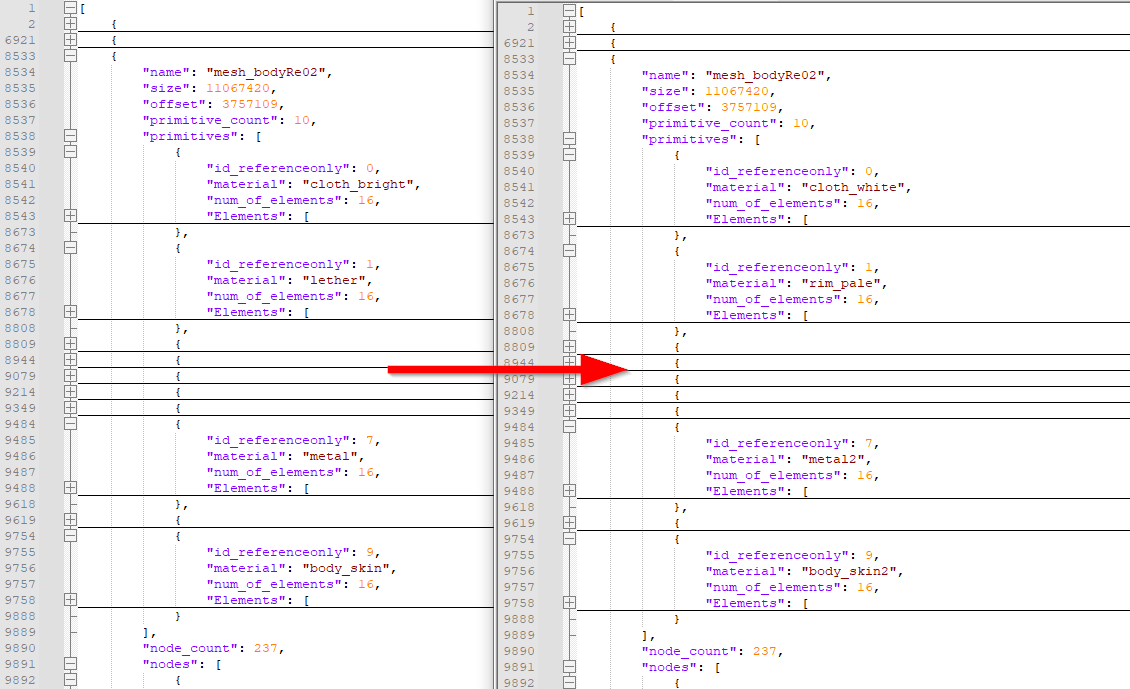 1 [
2 {
6921 {
8533 {
8534 "name": "mesh_bodyRe02",
8535 "size": 11067420,
8536 "offset": 3757109,
8537 "primitive_count": 10,
8538 "primitives": [
8539 {
8540 "id_referenceonly": 0,
8541 "material": "cloth_bright",
8542 "num_of_elements": 16,
8543 "Elements": [
8673 },
8674 {
8675 "id_referenceonly": 1,
8676 "material": "lether",
8677 "num_of_elements": 16,
8678 "Elements": [
8808 },
8809 {
8944 {
9079 {
9214 {
9349 {
9484 {
9485 "id_referenceonly": 7,
9486 "material": "metal",
9487 "num_of_elements": 16,
9488 "Elements": [
9618 },
9619 {
9754 {
9755 "id_referenceonly": 9,
9756 "material": "body_skin",
9757 "num_of_elements": 16,
9758 "Elements": [
9888 }
9889 ],
9890 "node_count": 237,
9891 "nodes": [
9892 {
1 [
2 {
6921 {
8533 {
8534 "name": "mesh_bodyRe02",
8535 "size": 11067420,
8536 "offset": 3757109,
8537 "primitive_count": 10,
8538 "primitives": [
8539 {
8540 "id_referenceonly": 0,
8541 "material": "cloth_white",
8542 "num_of_elements": 16,
8543 "Elements": [
8673 },
8674 {
8675 "id_referenceonly": 1,
8676 "material": "rim_pale",
8677 "num_of_elements": 16,
8678 "Elements": [
8808 },
8809 {
8944 {
9079 {
9214 {
9349 {
9484 {
9485 "id_referenceonly": 7,
9486 "material": "metal2",
9487 "num_of_elements": 16,
9488 "Elements": [
9618 },
9619 {
9754 {
9755 "id_referenceonly": 9,
9756 "material": "body_skin2",
9757 "num_of_elements": 16,
9758 "Elements": [
9888 }
9889 ],
9890 "node_count": 237,
9891 "nodes": [
9892 {